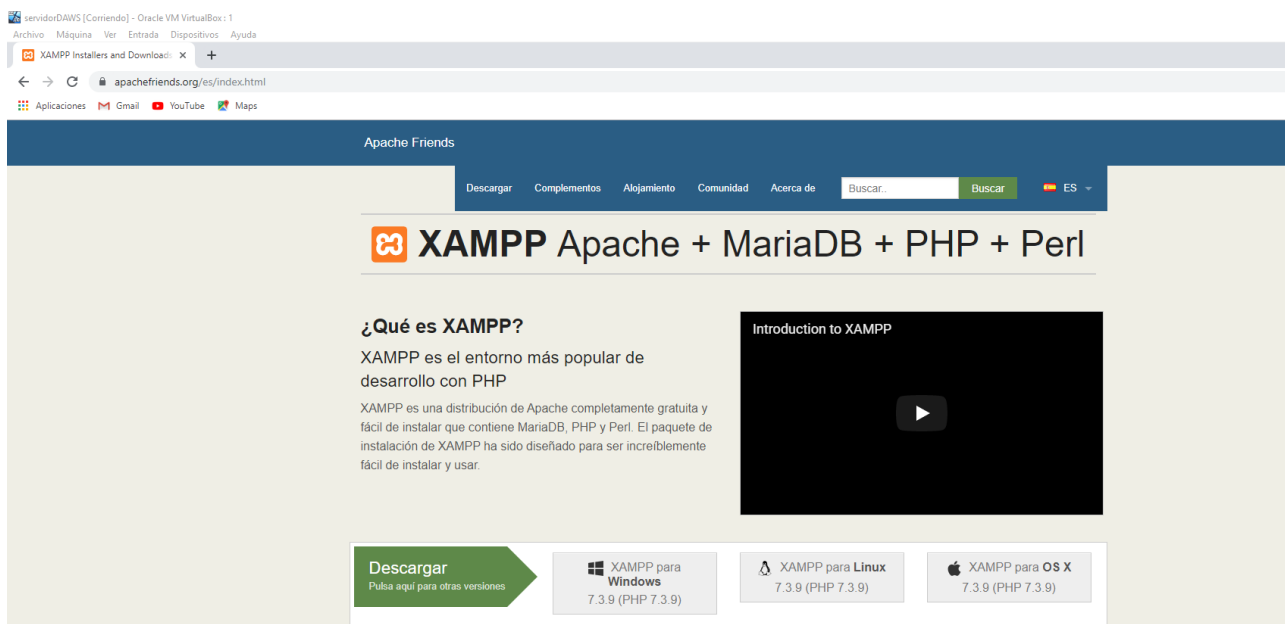 servidorDAWS [Corriendo] - Oracle VM VirtualBox : 1
Archivo Máquina Ver Entrada Dispositivos Ayuda
XAMPP Installers and Downloads
apachefriends.org/es/index.html
Aplicaciones Gmail YouTube Maps
Apache Friends
Descargar Complementos Alojamiento Comunidad Acerca de Buscar.. Buscar ES
XAMPP Apache + MariaDB + PHP + Perl
¿Qué es XAMPP?
XAMPP es el entorno más popular de
desarrollo con PHP
XAMPP es una distribución de Apache completamente gratuita y
fácil de instalar que contiene MariaDB, PHP y Perl. El paquete de
instalación de XAMPP ha sido diseñado para ser increíblemente
fácil de instalar y usar.
Introduction to XAMPP
Descargar
Pulsa aquí para otras versiones
XAMPP para
Windows
7.3.9 (PHP 7.3.9)
XAMPP para Linux
7.3.9 (PHP 7.3.9)
XAMPP para OS X
7.3.9 (PHP 7.3.9)